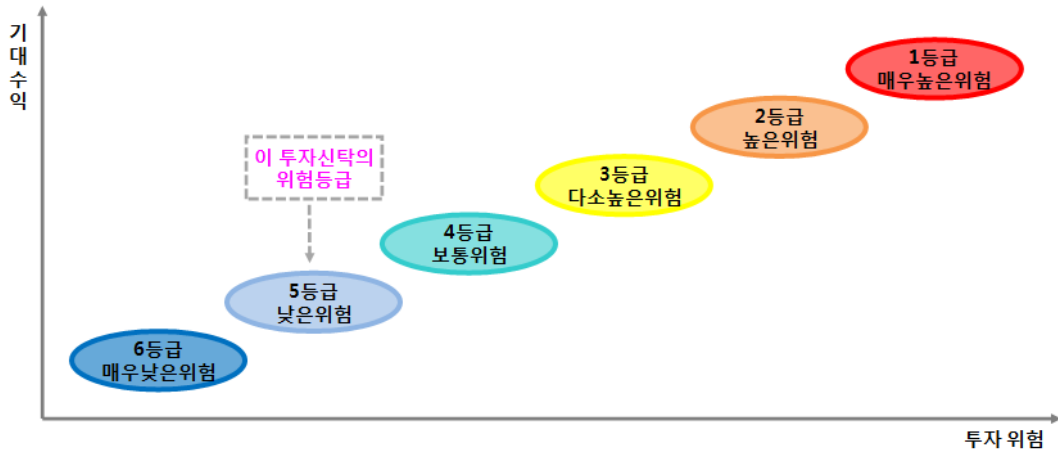 기대수익
1등급
매우높은위험
2등급
높은위험
이 투자신탁의
위험등급
3등급
다소높은위험
4등급
보통위험
5등급
낮은위험
6등급
매우낮은위험
투자 위험